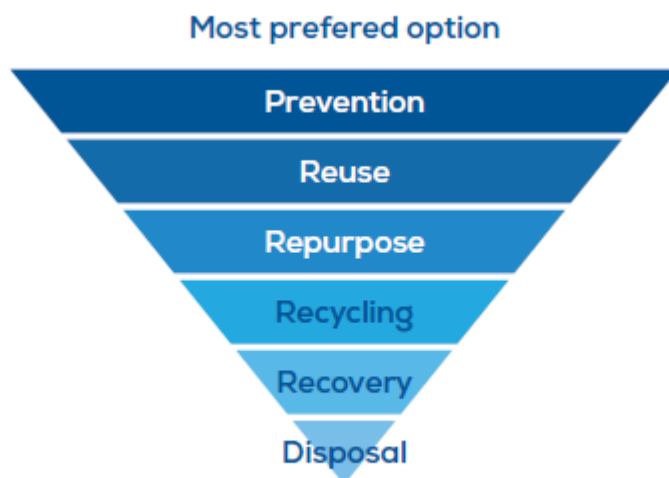 Most prefered option
Prevention
Reuse
Repurpose
Recycling
Recovery
Disposal